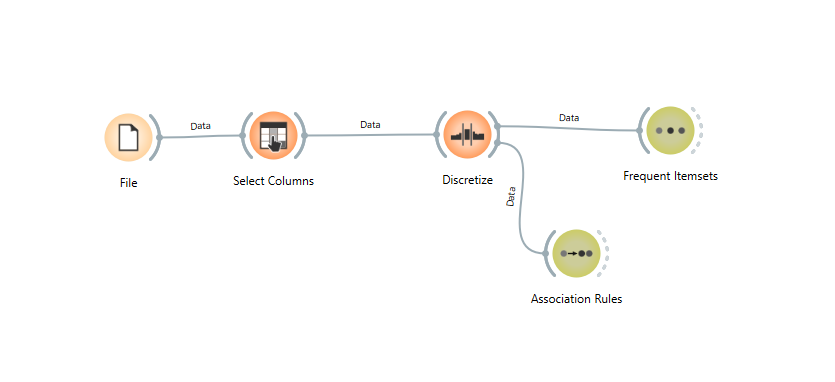 Data
Data
Data
File
Select Columns
Discretize
Frequent Itemsets
Data
Association Rules